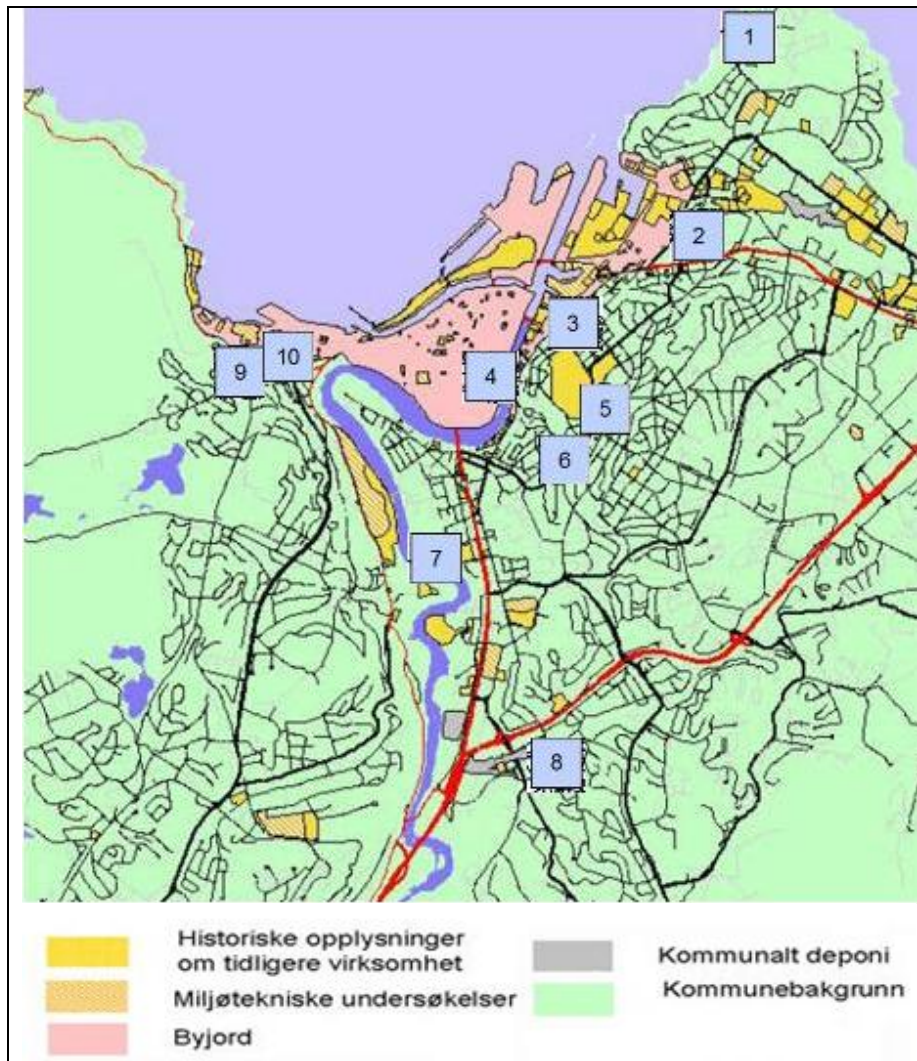 1
2
3
4
5
6
7
8
9
10
Historiske opplysninger
om tidligere virksomhet
Miljøtekniske undersøkelser
Byjord
Kommunalt deponi
Kommunebakgrunn